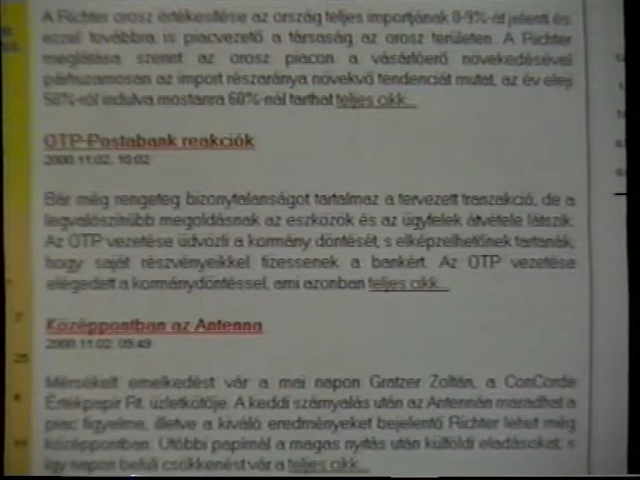 A Richter orosz értékesítése az ország teljes importjának 8-9%-át jelenti és
ezzel továbbra is piacvezető a társaság az orosz területen. A Richter
meglátása szerint az orosz piacon a vásárlóerő növekedésével
párhuzamosan az import részaránya növekvő tendenciát mutat, az év eleji
50%-ról indulva mostanra 60%-nál tarthat teljes cikk...
OTP-Postabank reakciók
2000.11.02. 10:02
Bár még rengeteg bizonytalanságot tartalmaz a tervezett tranzakció, de a
legvalószínűbb megoldásnak az eszközök és az ügyfelek átvétele látszik.
Az OTP vezetése üdvözli a kormány döntését, s elképzelhetőnek tartanák,
hogy saját részvényeikkel fizessenek a bankért. Az OTP vezetése
elégedett a kormánydöntéssel, ami azonban teljes cikk...
Középpontban az Antenna
2000.11.02. 09:49
Mérsékelt emelkedést vár a mai napon Gratzer Zoltán, a ConCorde
Értékpapír Rt. üzletkötője. A keddi szárnyalás után az Antennán maradhat a
piac figyelme, illetve a kiváló eredményeket bejelentő Richter lehet még
középpontban. Utóbbi papírnál a magas nyitás után külföldi eladásokat, s
így napon belüli csökkenést vár a teljes cikk...